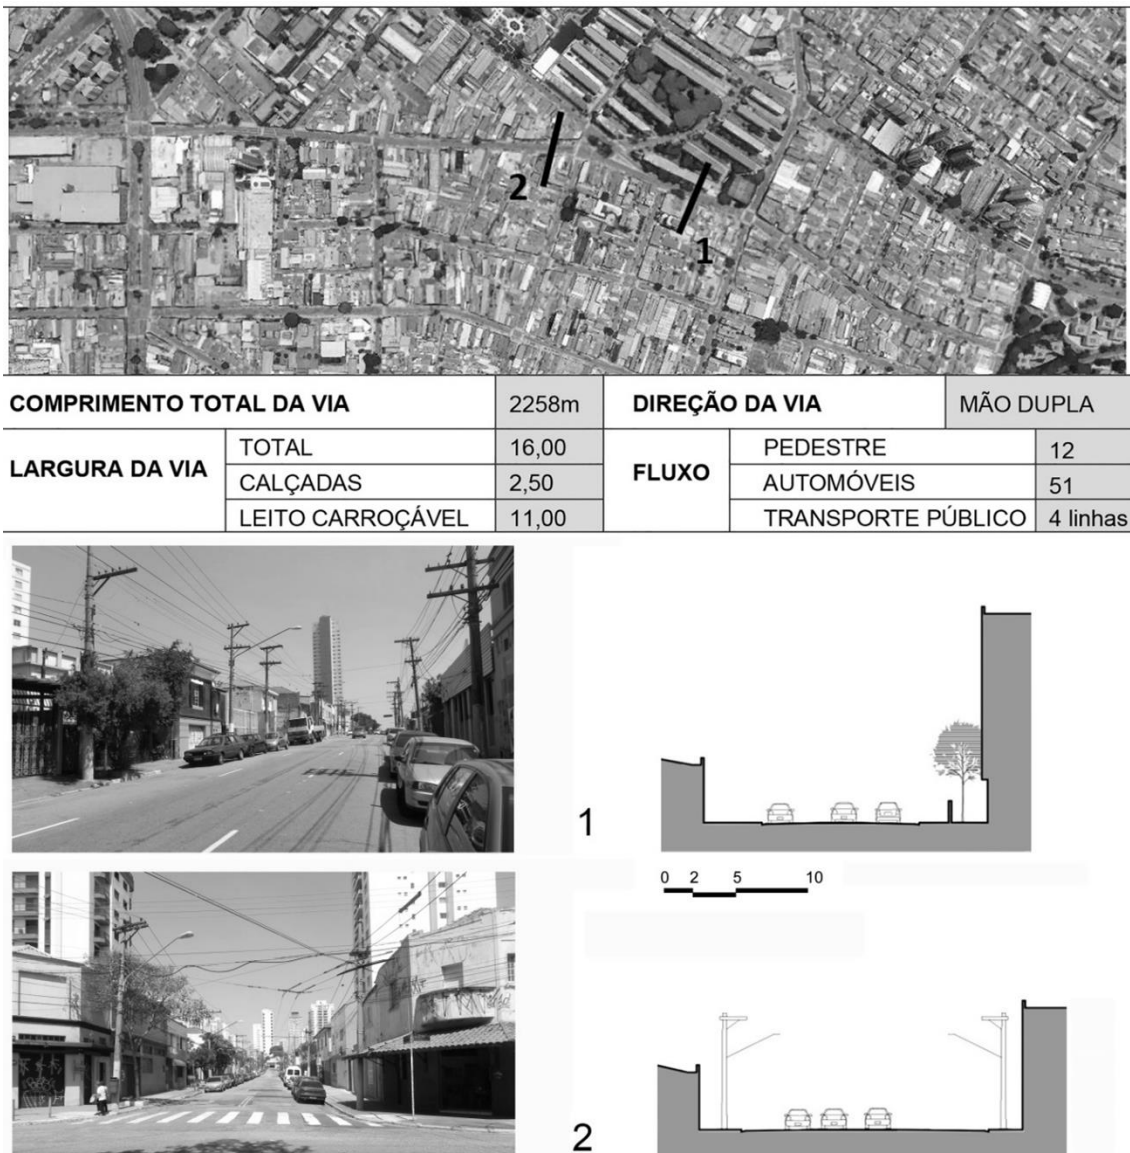 2
1
COMPRIMENTO TOTAL DA VIA 2258m DIREÇÃO DA VIA MÃO DUPLA
LARGURA DA VIA TOTAL 16,00 FLUXO PEDESTRE 12
CALÇADAS 2,50 AUTOMÓVEIS 51
LEITO CARROÇÁVEL 11,00 TRANSPORTE PÚBLICO 4 linhas
1
0 2 5 10
2